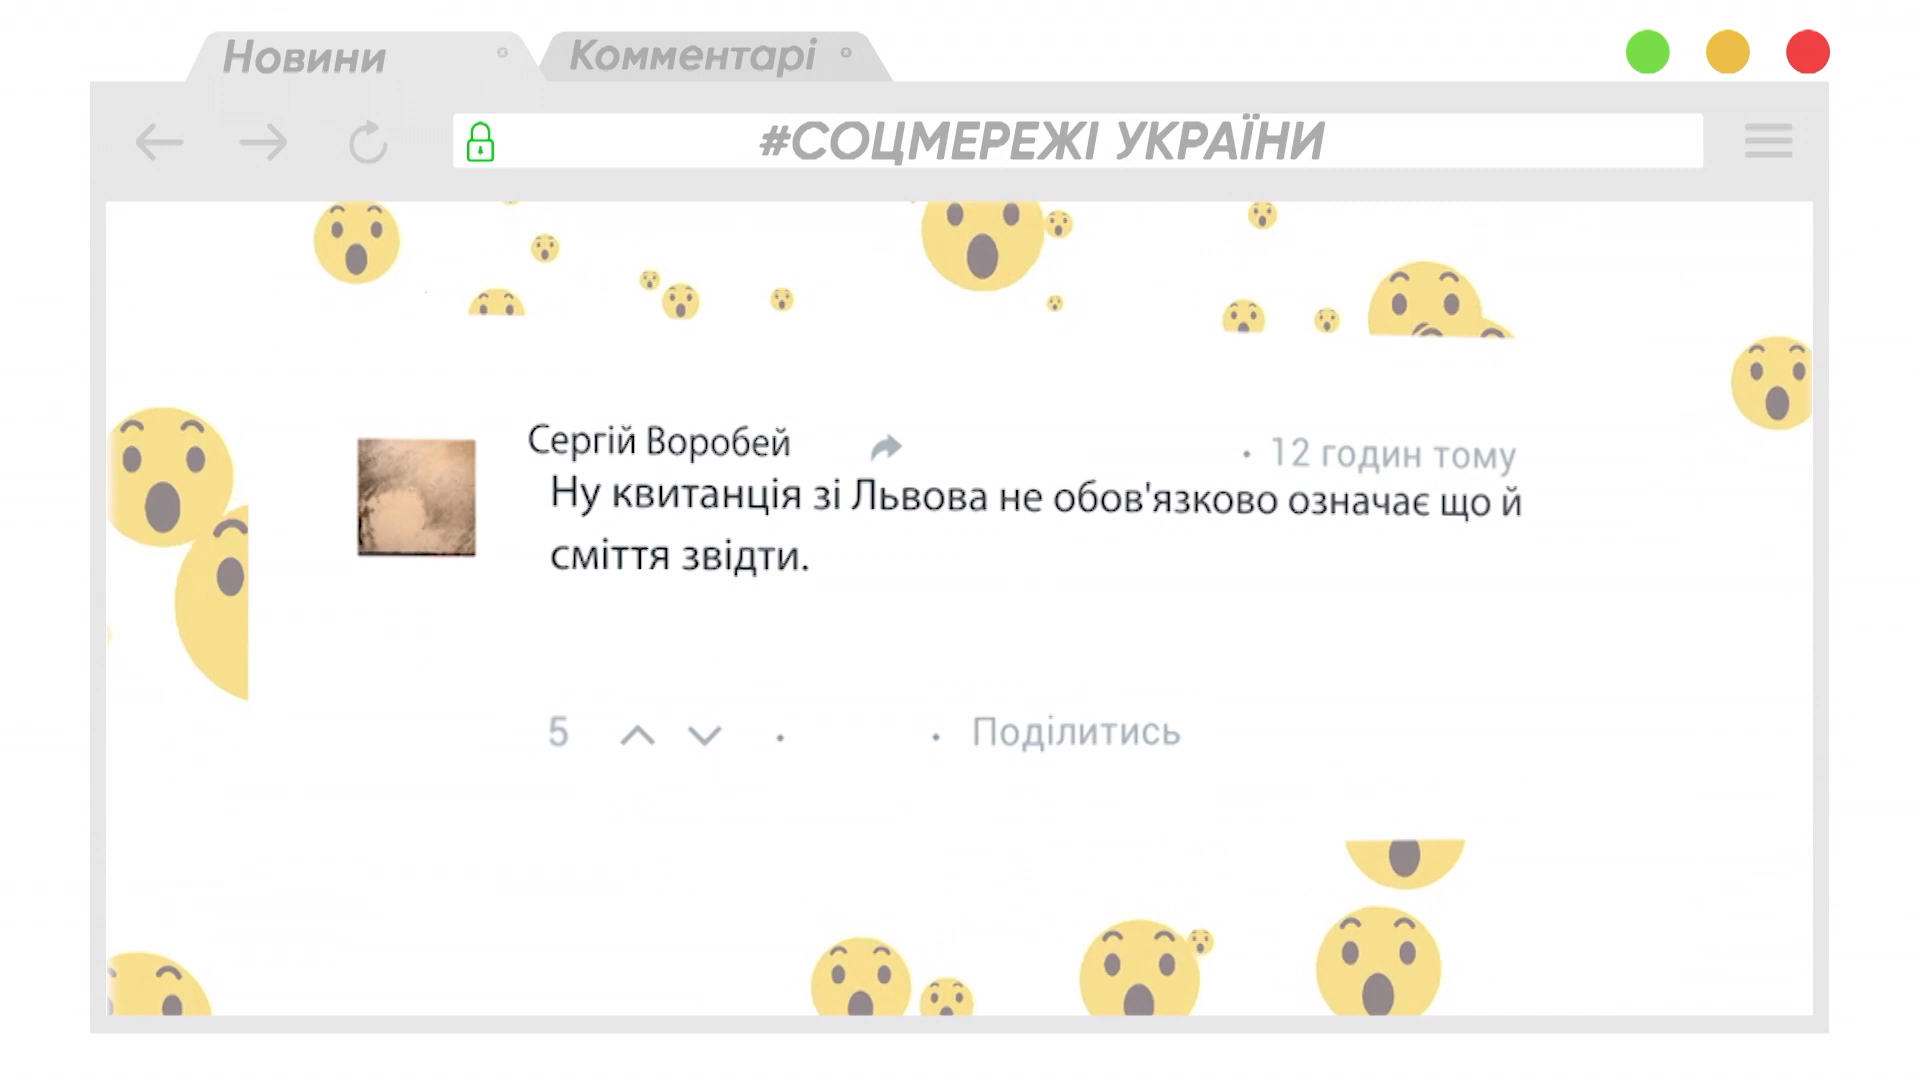 Новини
Комментарі
#СОЦМЕРЕЖІ УКРАЇНИ
Сергій Воробей
• 12 годин тому
Ну квитанція зі Львова не обов'язково означає що й
сміття звідти.
5 • • Поділитись